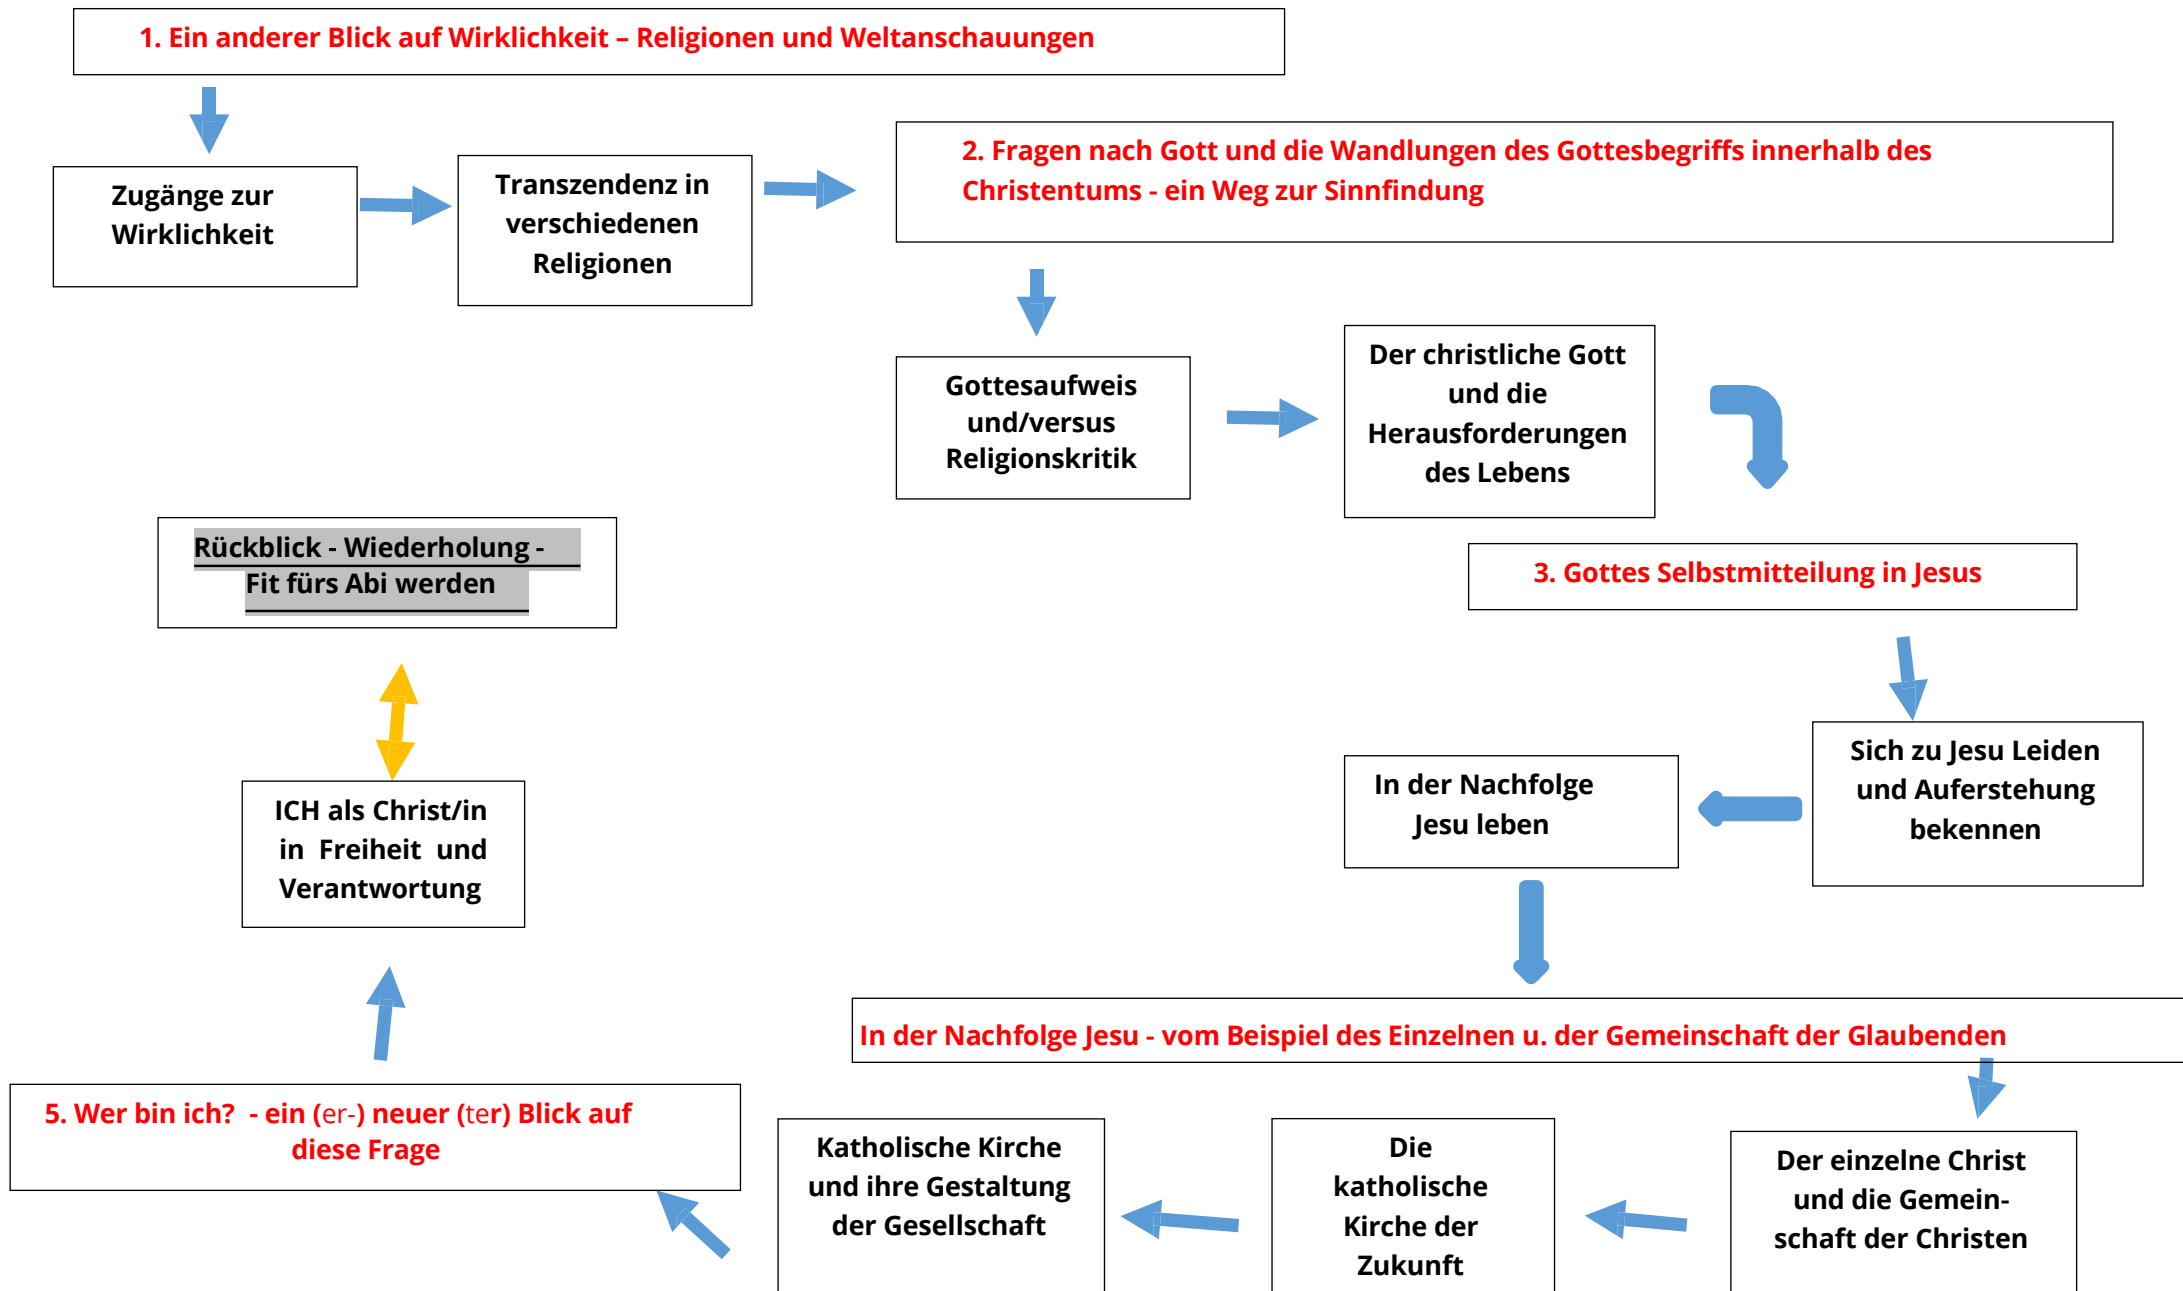 1. Ein anderer Blick auf Wirklichkeit – Religionen und Weltanschauungen
Zugänge zur
Wirklichkeit
Transzendenz in
verschiedenen
Religionen
2. Fragen nach Gott und die Wandlungen des Gottesbegriffs innerhalb des
Christentums - ein Weg zur Sinnfindung
Gottesaufweis
und/versus
Religionskritik
Der christliche Gott
und die
Herausforderungen
des Lebens
3. Gottes Selbstmitteilung in Jesus
Sich zu Jesu Leiden
und Auferstehung
bekennen
In der Nachfolge
Jesu leben
In der Nachfolge Jesu - vom Beispiel des Einzelnen u. der Gemeinschaft der Glaubenden
Der einzelne Christ
und die Gemein-
schaft der Christen
Die
katholische
Kirche der
Zukunft
Katholische Kirche
und ihre Gestaltung
der Gesellschaft
5. Wer bin ich?  - ein (er-) neuer (ter) Blick auf
diese Frage
ICH als Christ/in
in  Freiheit  und
Verantwortung
Rückblick - Wiederholung -
Fit fürs Abi werden